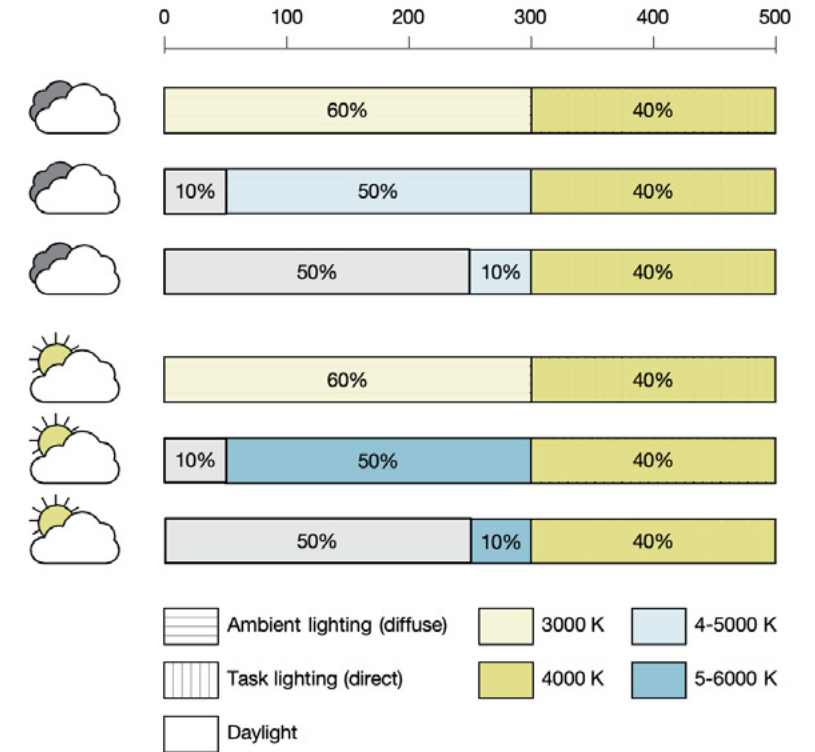 0 100 200 300 400 500
60% 40%
10% 50% 40%
50% 10% 40%
60% 40%
10% 50% 40%
50% 10% 40%
Ambient lighting (diffuse) 3000 K 4-5000 K
Task lighting (direct) 4000 K 5-6000 K
Daylight